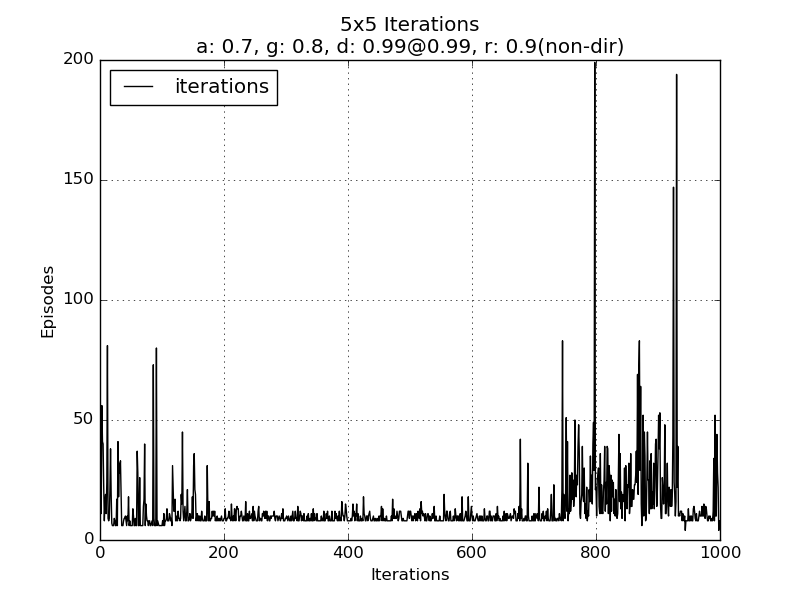 5x5 Iterations
a: 0.7, g: 0.8, d: 0.99@0.99, r: 0.9(non-dir)
iterations
200
150
100
50
0
Episodes
0 200 400 600 800 1000
Iterations